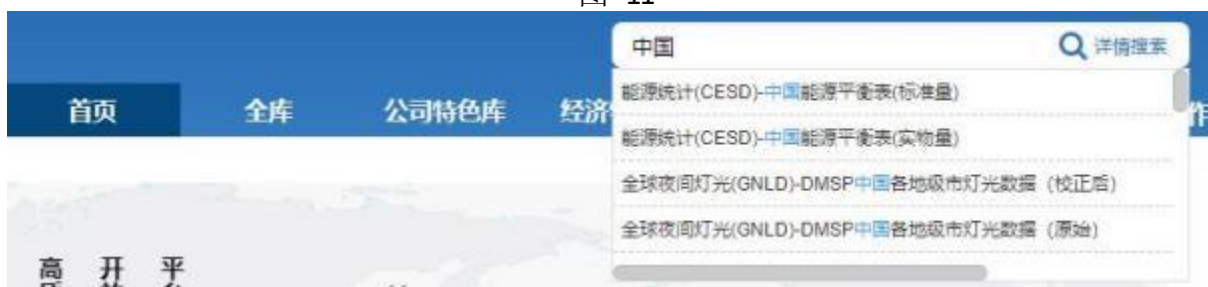 图 11
中国
详情搜索
能源统计(CESD)-中国能源平衡表(标准量)
首页 全库 公司特色库 经济
能源统计(CESD)-中国能源平衡表(实物量)
全球夜间灯光(GNLD)-DMSP中国各地级市灯光数据（校正后）
全球夜间灯光(GNLD)-DMSP中国各地级市灯光数据（原始）
高 开 平